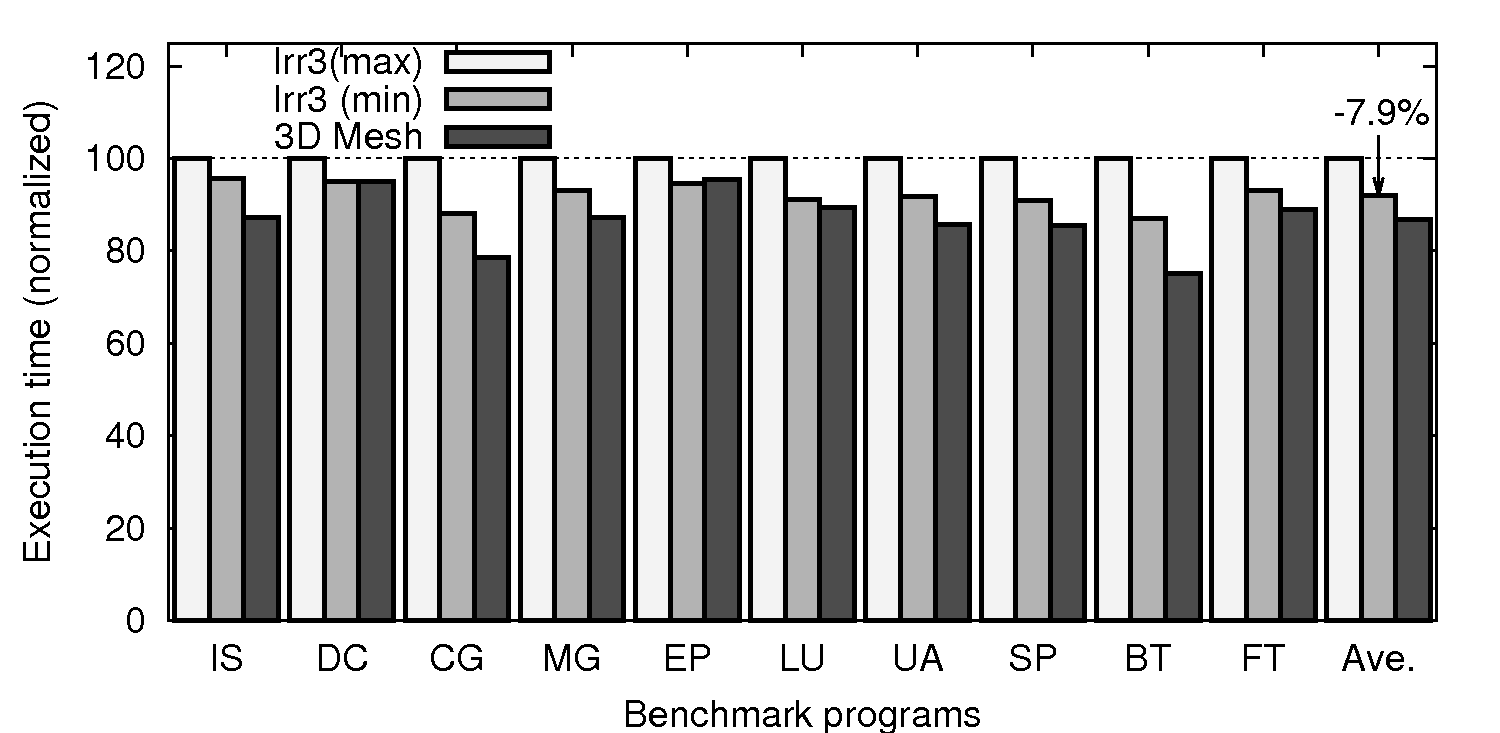 Execution time (normalized)
120
100
80
60
40
20
0
Irr3(max)
Irr3 (min)
3D Mesh
-7.9%
IS DC CG MG EP LU UA SP BT FT Ave.
Benchmark programs